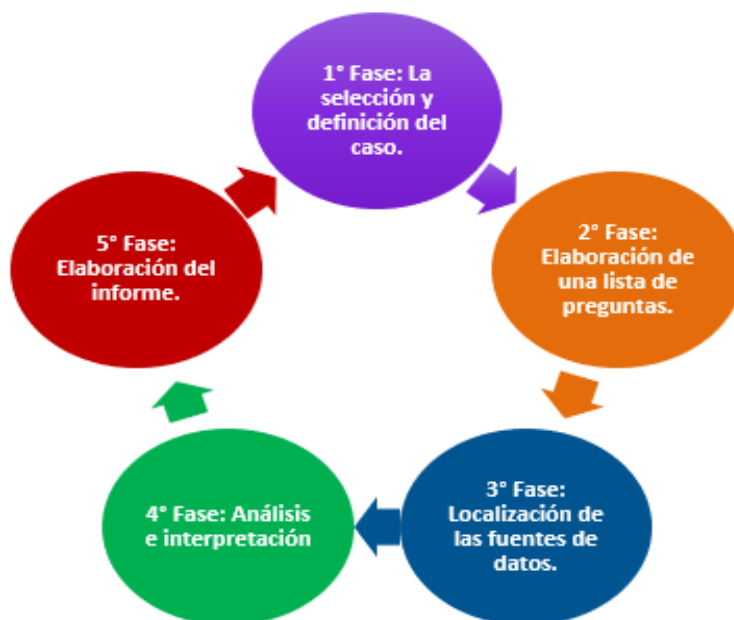 1° Fase: La
selección y
definición del
caso.
2° Fase:
Elaboración de
una lista de
preguntas.
3° Fase:
Localización de
las fuentes de
datos.
4° Fase: Análisis
e interpretación
5° Fase:
Elaboración del
informe.